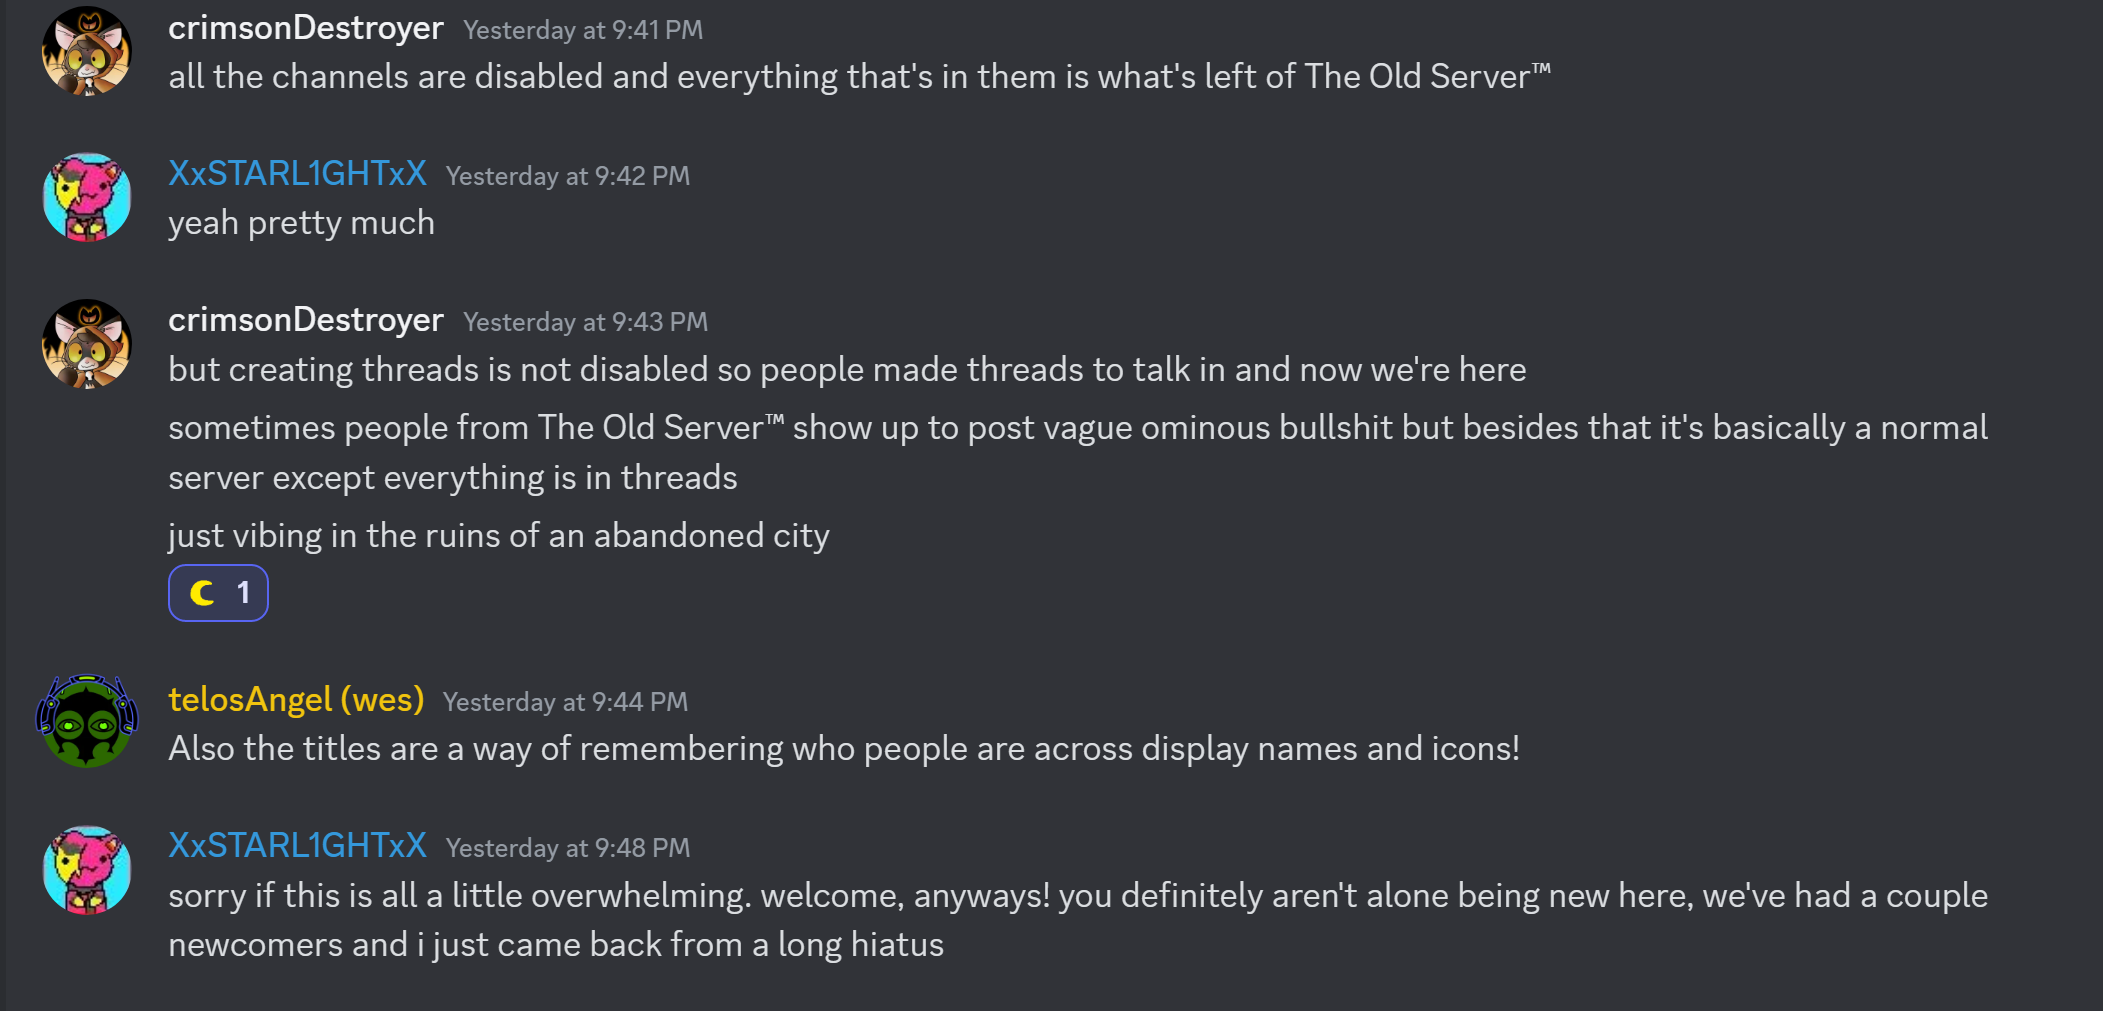 crimsonDestroyer Yesterday at 9:41 PM
all the channels are disabled and everything that's in them is what's left of The Old Server™
XxSTARL1GHTxX Yesterday at 9:42 PM
yeah pretty much
crimsonDestroyer Yesterday at 9:43 PM
but creating threads is not disabled so people made threads to talk in and now we're here
sometimes people from The Old Server™ show up to post vague ominous bullshit but besides that it's basically a normal
server except everything is in threads
just vibing in the ruins of an abandoned city
1
telosAngel (wes) Yesterday at 9:44 PM
Also the titles are a way of remembering who people are across display names and icons!
XxSTARL1GHTxX Yesterday at 9:48 PM
sorry if this is all a little overwhelming. welcome, anyways! you definitely aren't alone being new here, we've had a couple
newcomers and i just came back from a long hiatus